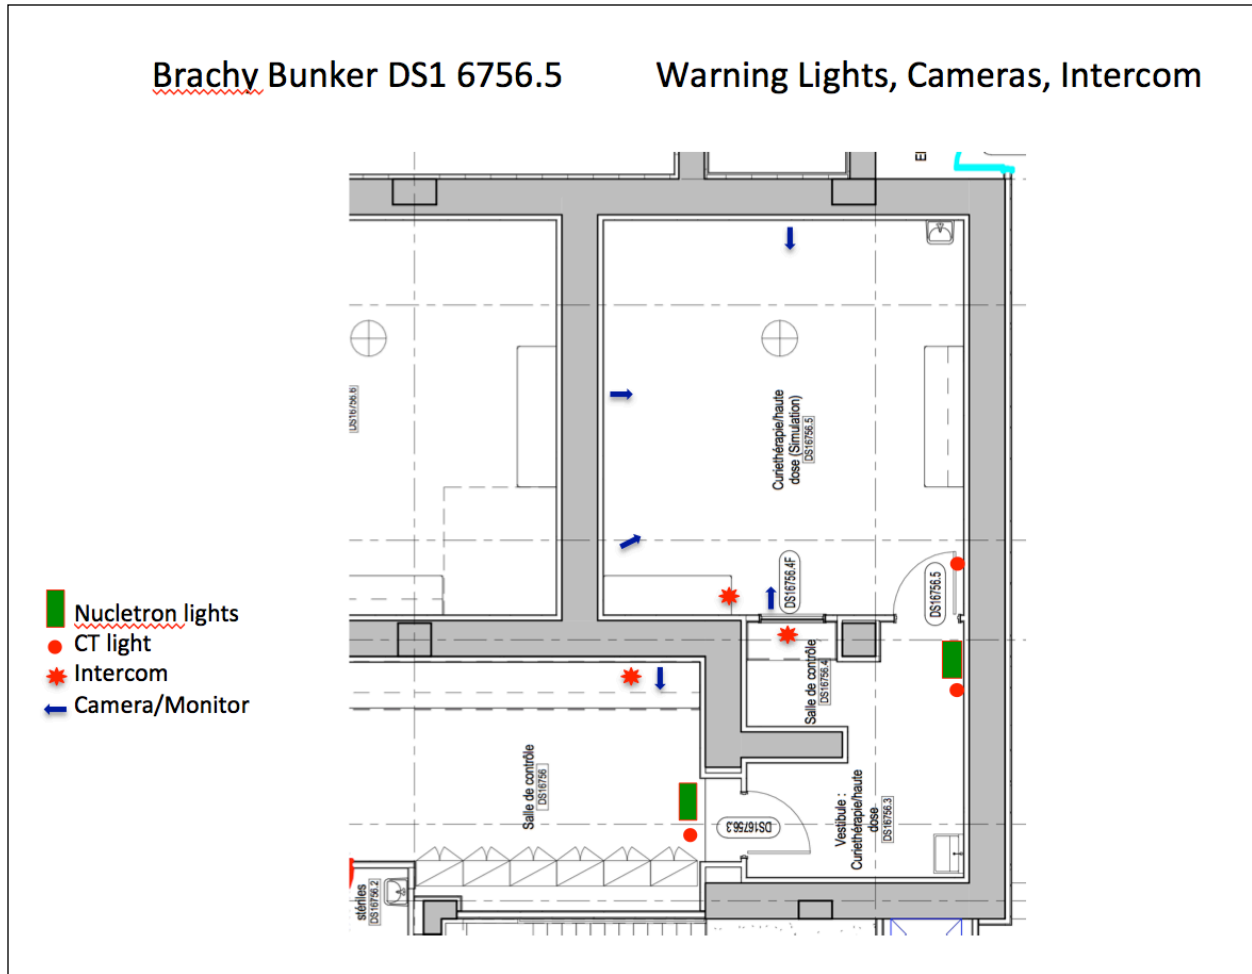 Brachy Bunker DS1 6756.5
Warning Lights, Cameras, Intercom
Nucletron lights
CT light
Intercom
Camera/Monitor
Curiethérapie/haute
dose (Simulation)
DS16756.5
DS16756.4F
DS16756.5
Salle de contrôle
DS16756.4
Salle de contrôle
DS16756
DS16756.3
Vestibule :
Curiethérapie/haute
dose
DS16756.3
stériles
DS16756.2